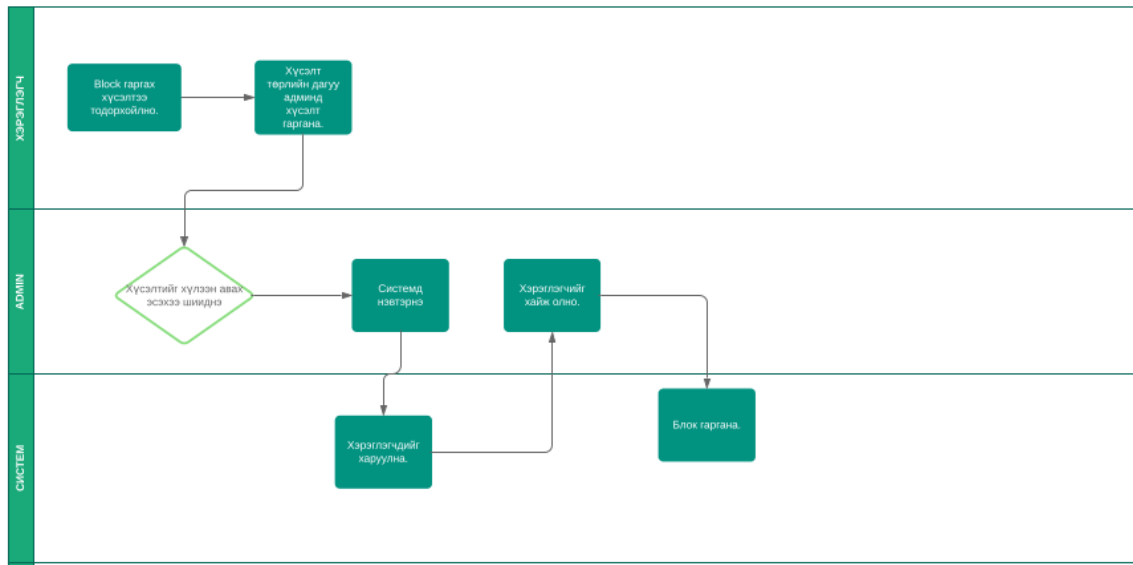 ХЭРЭГЛЭГЧ
Block гаргах
хүсэлтээ
тодорхойлно.
Хүсэлт
төрлийн дагуу
админд
хүсэлт
гаргана.
ADMIN
Хүсэлтийг хүлээн авах
эсэхээ шийднэ
Системд
нэвтэрнэ
Хэрэглэгчийг
хайж олно.
СИСТЕМ
Хэрэглэгчдийг
харуулна.
Блок гаргана.